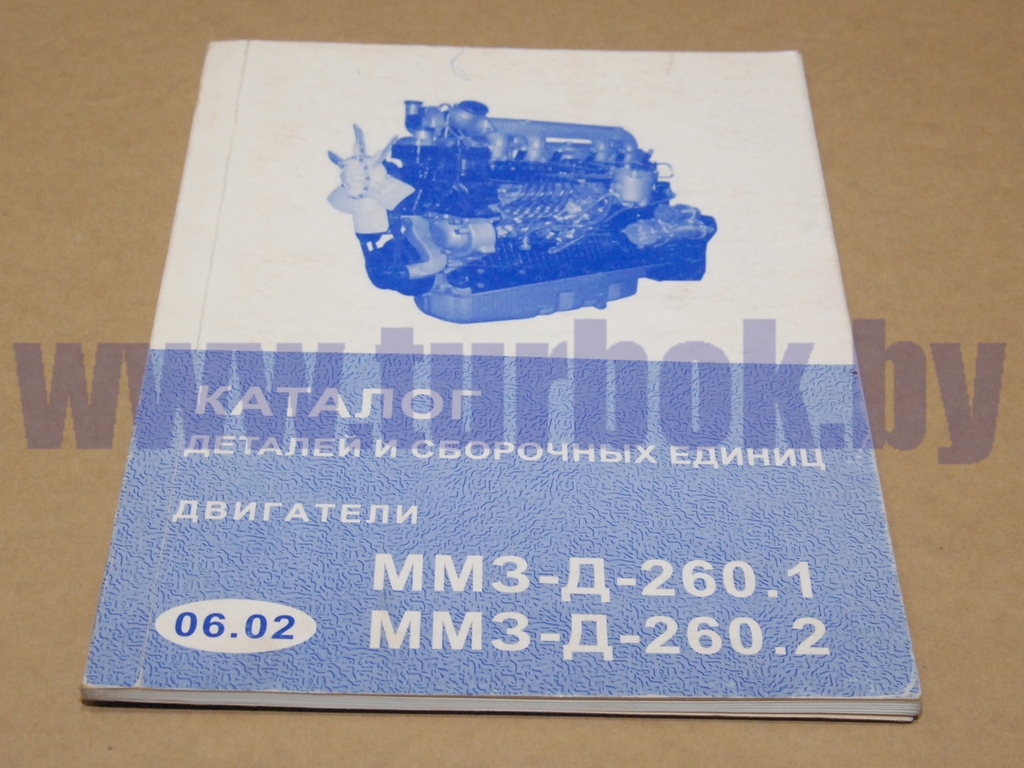 www.turbok.by
КАТАЛОГ
ДЕТАЛЕЙ И СБОРОЧНЫХ ЕДИНИЦ
ДВИГАТЕЛИ
ММЗ-Д-260.1
06.02 ММЗ-Д-260.2